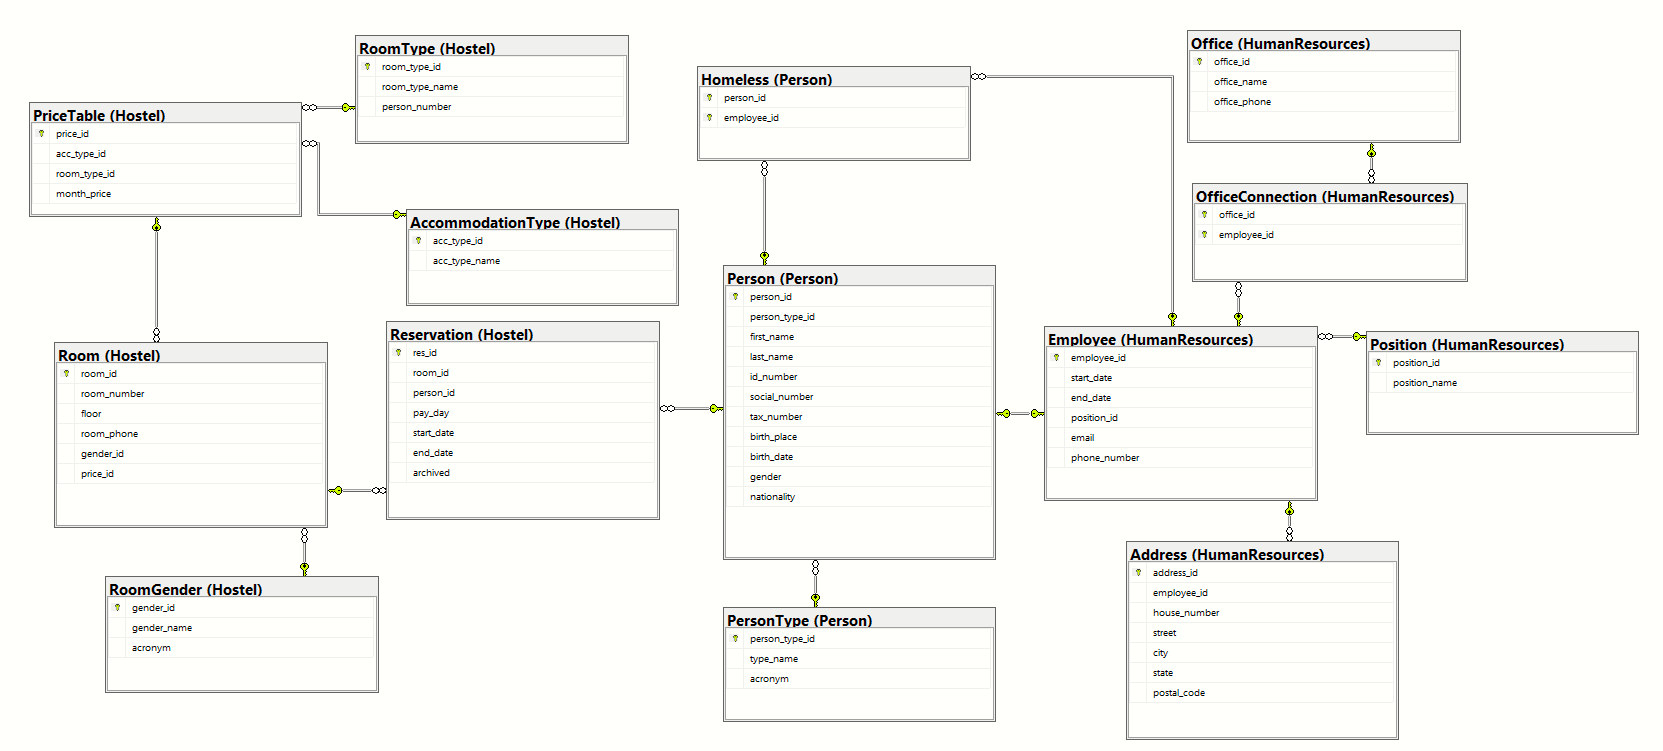 RoomType (Hostel)
room_type_id
room_type_name
person_number
PriceTable (Hostel)
price_id
acc_type_id
room_type_id
month_price
AccommodationType (Hostel)
acc_type_id
acc_type_name
Room (Hostel)
room_id
room_number
floor
room_phone
gender_id
price_id
Reservation (Hostel)
res_id
room_id
person_id
pay_day
start_date
end_date
archived
RoomGender (Hostel)
gender_id
gender_name
acronym
Homeless (Person)
person_id
employee_id
Person (Person)
person_id
person_type_id
first_name
last_name
id_number
social_number
tax_number
birth_place
birth_date
gender
nationality
PersonType (Person)
person_type_id
type_name
acronym
Office (HumanResources)
office_id
office_name
office_phone
OfficeConnection (HumanResources)
office_id
employee_id
Employee (HumanResources)
employee_id
start_date
end_date
position_id
email
phone_number
Position (HumanResources)
position_id
position_name
Address (HumanResources)
address_id
employee_id
house_number
street
city
state
postal_code